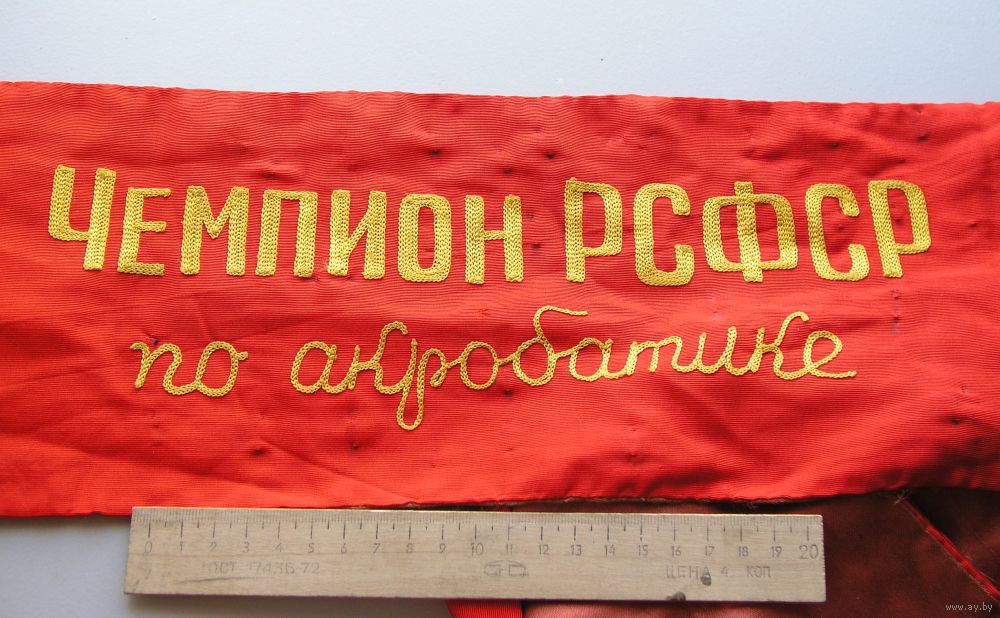 ЧЕМПИОН РСФСР
по акробатике
0 1 2 3 4 5 6 7 8 9 10 11 12 13 14 15 16 17 18 19 20
ГОСТ 17435-72 ЦЕНА 4 КОП
www.ay.by